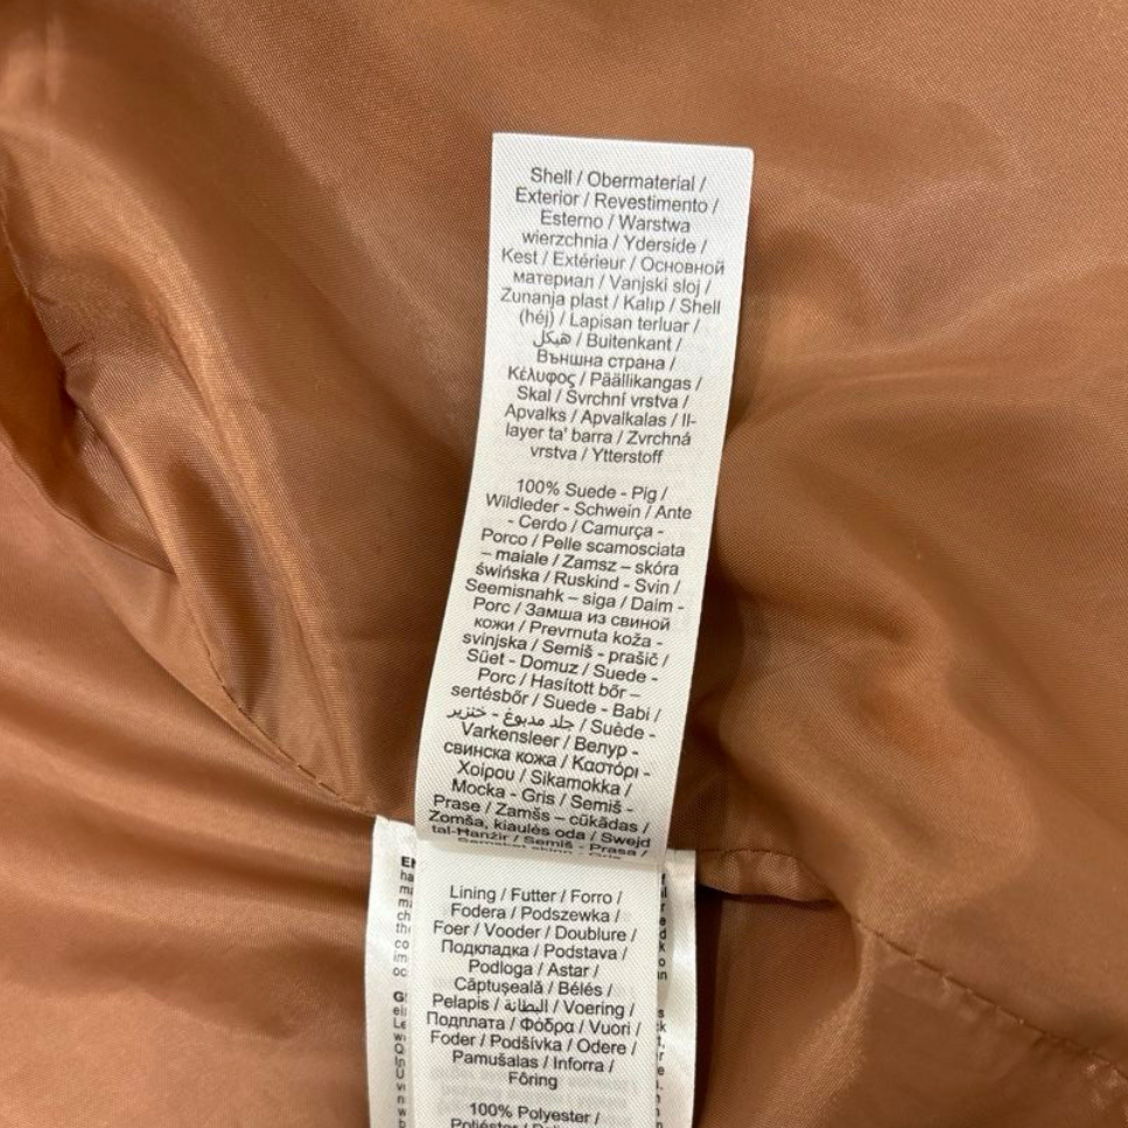 Shell / Obermaterial /
Exterior / Revestimento /
Esterno / Warstwa
wierzchnia / Yderside /
Kest / Extérieur / Основной
материал / Vanjski sloj /
Zunanja plast / Kalıp / Shell
(héj) / Lapisan terluar /
هيكل / Buitenkant /
Външна страна /
Κέλυφος / Päällikangas /
Skal / Svrchní vrstva /
Apvalks / Apvalkalas / Il-
layer ta' barra / Zvrchná
vrstva / Ytterstoff
100% Suede - Pig /
Wildleder - Schwein / Ante
- Cerdo / Camurça -
Porco / Pelle scamosciata
– maiale / Zamsz – skóra
świńska / Ruskind - Svin /
Seemisnahk – siga / Daim -
Porc / Замша из свиной
кожи / Prevrnuta koža -
svinjska / Semiš - prašič /
Süet - Domuz / Suede -
Porc / Hasított bőr –
sertésbőr / Suede - Babi /
جلد مدبوغ - خنزير / Suède -
Varkensleer / Велур -
свинска кожа / Καστόρι -
Χοίρου / Sikamokka /
Mocka - Gris / Semiš -
Prase / Zamšs – cūkādas /
Zomša, kiaulės oda / Swejd
tal-Ħanżir / Semiš - Prasa /
Lining / Futter / Forro /
Fodera / Podszewka /
Foer / Vooder / Doublure /
Подкладка / Podstava /
Podloga / Astar /
Căptușeală / Bélés /
Pelapis / البطانة / Voering /
Подплата / Φόδρα / Vuori /
Foder / Podšívka / Odere /
Pamušalas / Inforra /
Fôring
100% Polyester /